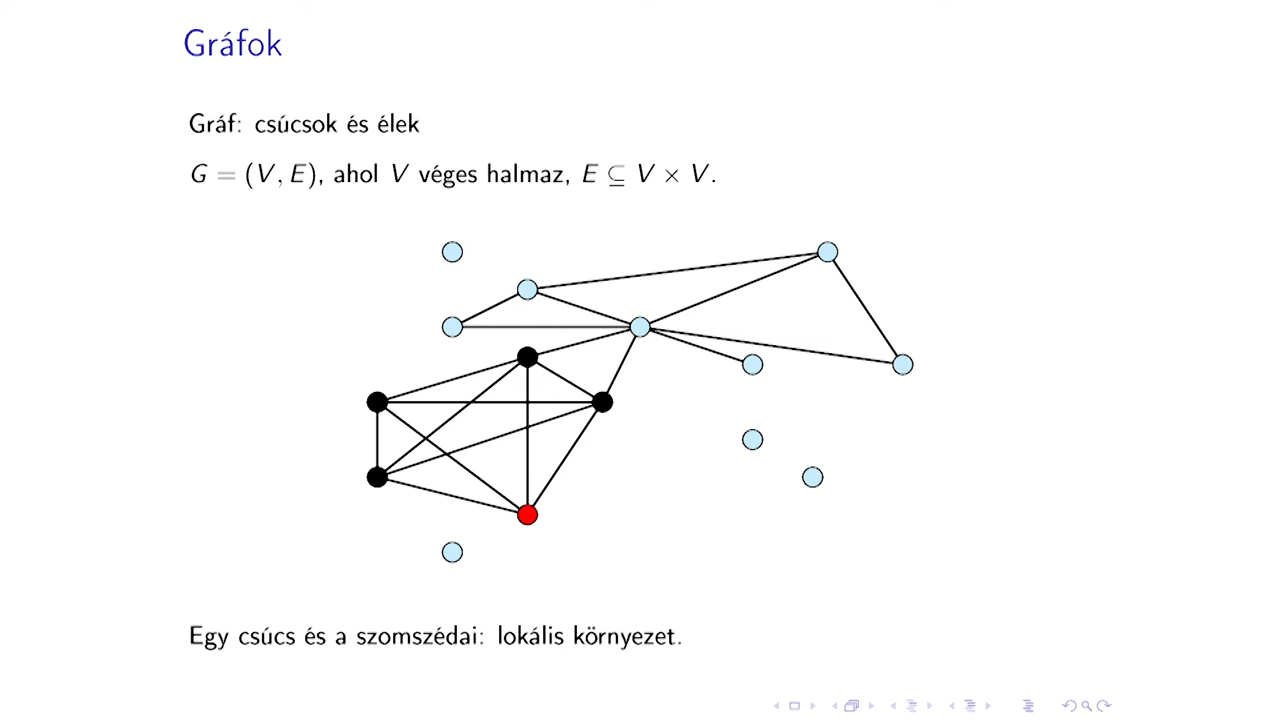 Gráfok
Gráf: csúcsok és élek
G = (V, E), ahol V véges halmaz, E ⊆ V × V.
Egy csúcs és a szomszédai: lokális környezet.